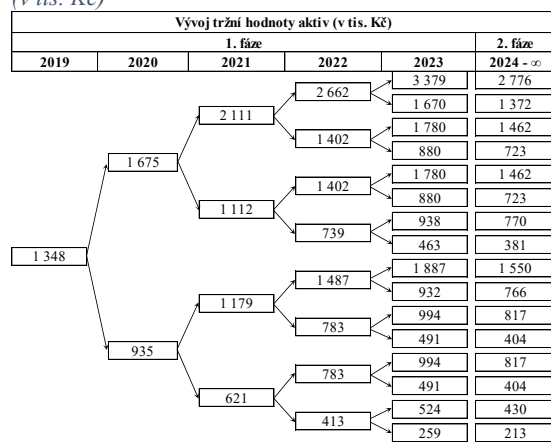 (v tis. Kč)
Vývoj tržní hodnoty aktiv (v tis. Kč)
1. fáze 2. fáze
2019 2020 2021 2022 2023 2024 - ∞
3 379 2 776
2 662
1 670 1 372
2 111
1 780 1 462
1 402
880 723
1 675
1 780 1 462
1 402
880 723
1 112
938 770
739
463 381
1 348
1 887 1 550
1 487
932 766
1 179
994 817
783
491 404
935
994 817
783
491 404
621
524 430
413
259 213